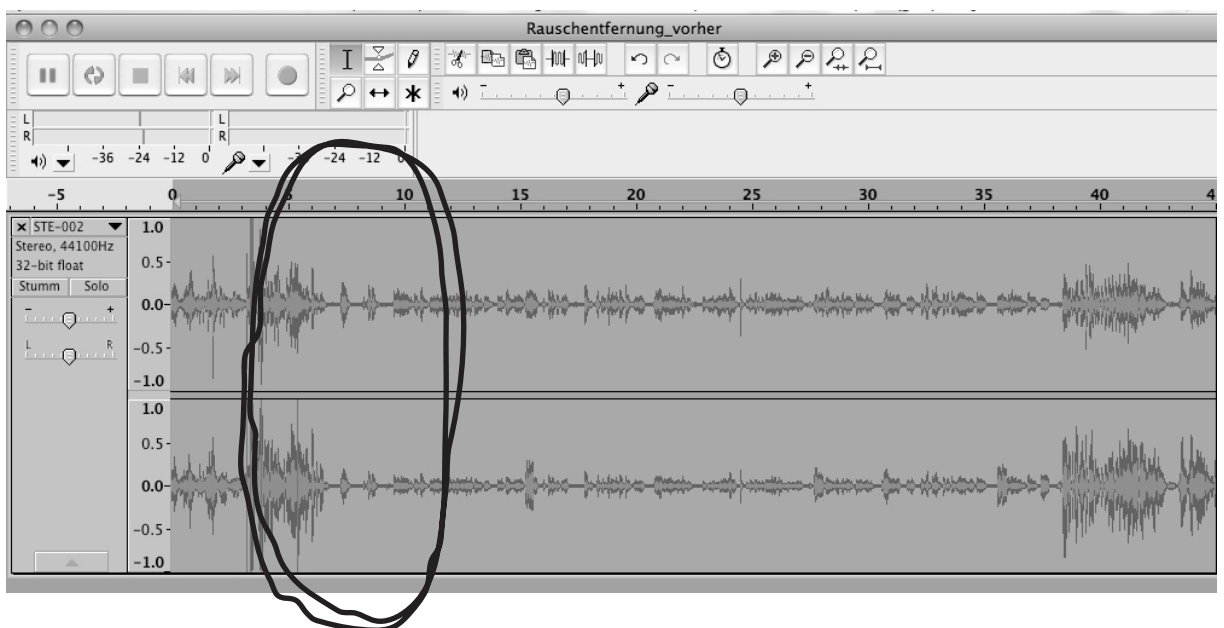 Rauschentfernung_vorher
L
R
-36 -24 -12 0
L
R
-24 -12
-5 0 10 15 20 25 30 35 40 4
STE-002
Stereo, 44100Hz
32-bit float
Stumm Solo
- +
L R
1.0
0.5-
0.0-
-0.5-
-1.0
1.0
0.5-
0.0-
-0.5-
-1.0